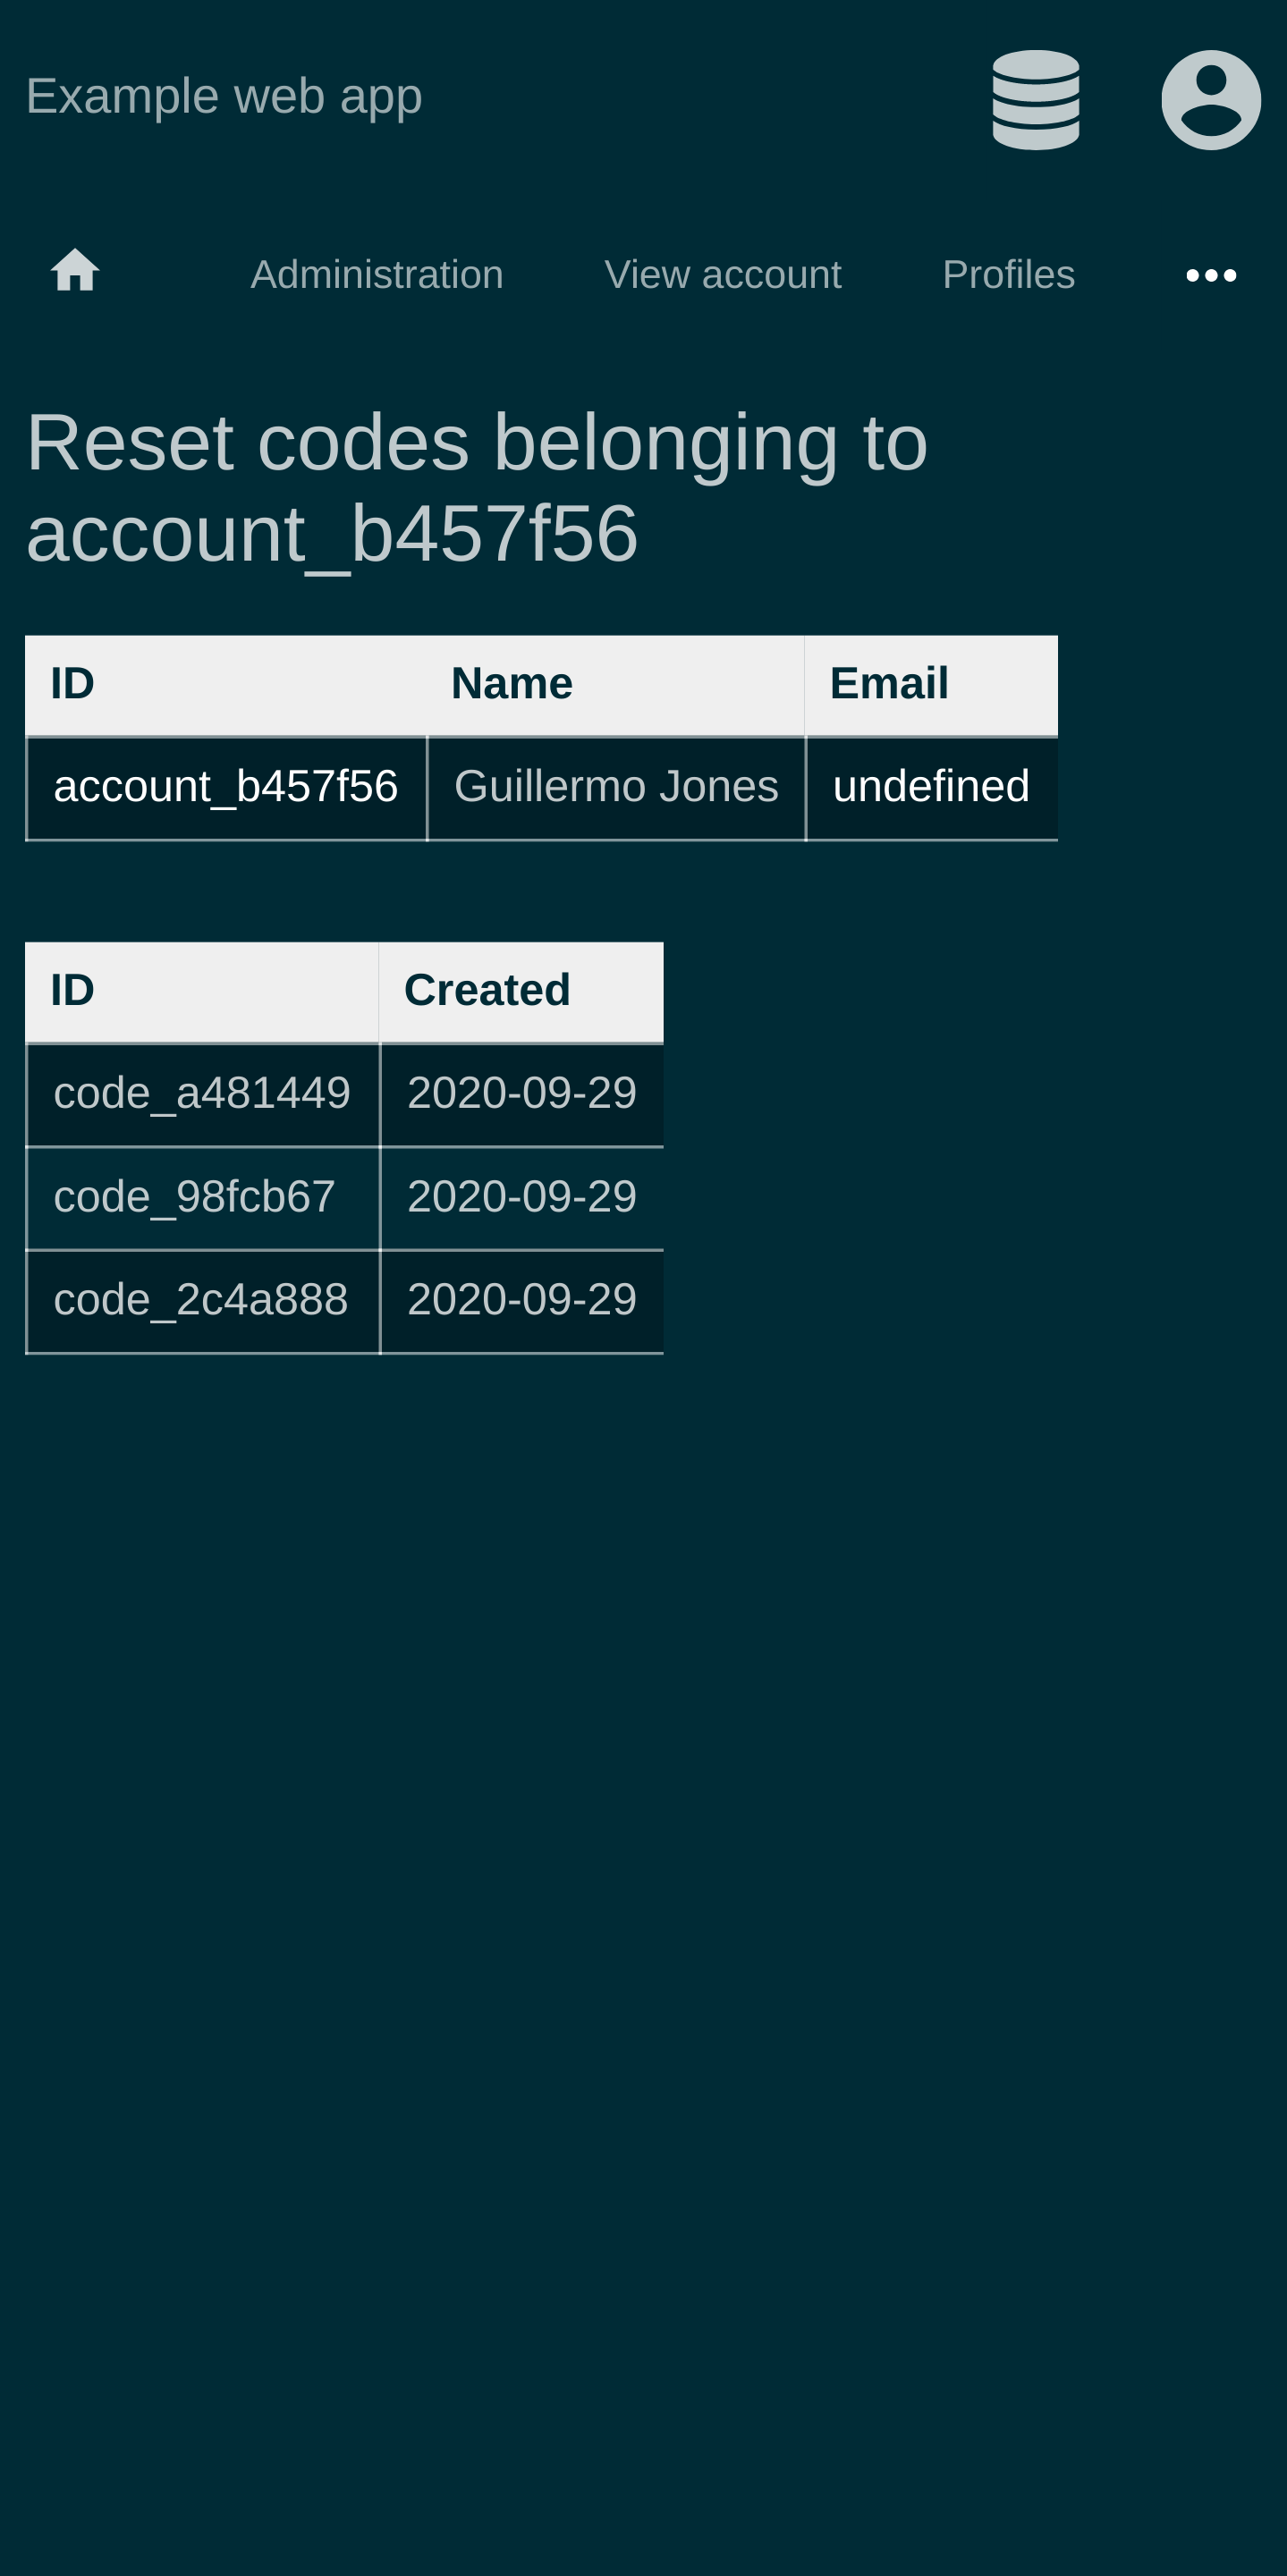 Example web app
Administration View account Profiles
Reset codes belonging to
account_b457f56
ID Name Email
account_b457f56 Guillermo Jones undefined
ID Created
code_a481449 2020-09-29
code_98fcb67 2020-09-29
code_2c4a888 2020-09-29